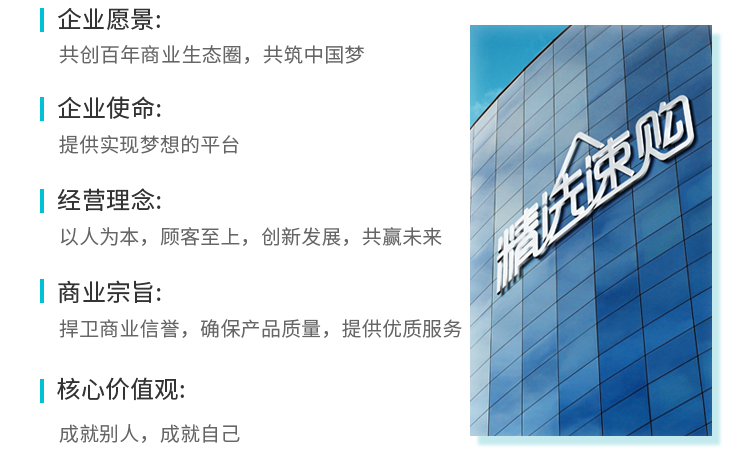 企业愿景:
共创百年商业生态圈，共筑中国梦
企业使命:
提供实现梦想的平台
经营理念:
以人为本，顾客至上，创新发展，共赢未来
商业宗旨:
捍卫商业信誉，确保产品质量，提供优质服务
核心价值观:
成就别人，成就自己
精选速购